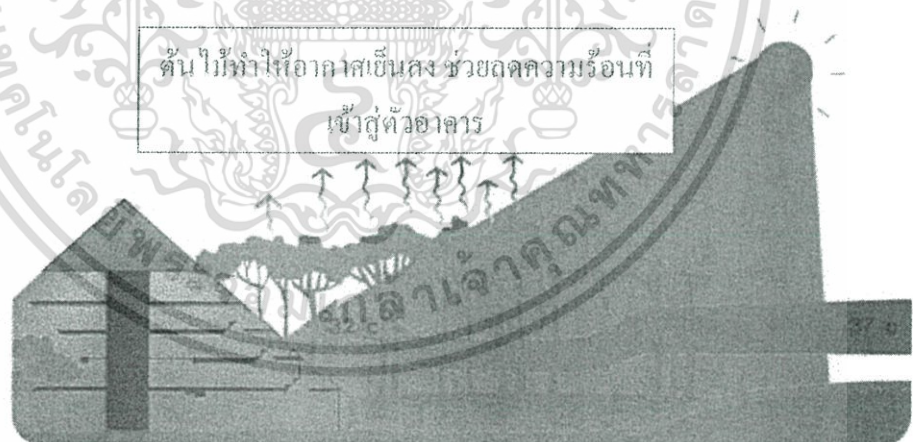 ต้นไม้ทำให้อากาศเย็นลง ช่วยลดความร้อนที่
เข้าสู่ตัวอาคาร
32 c
37 c